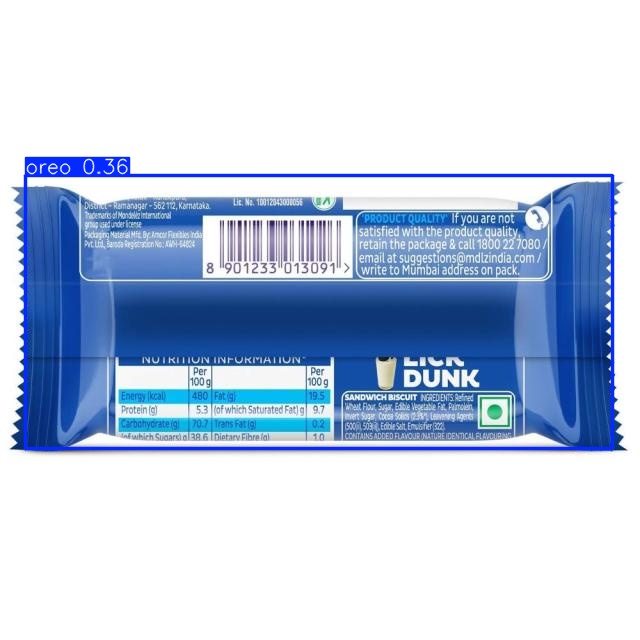 oreo 0.36
District - Ramanagar - 562 112, Karnataka.
Trademarks of Mondelēz International
group used under license
Packaging Material Mfd. By: Amcor Flexibles India
Pvt. Ltd., Baroda Registration No.: AWH-64824
Lic. No. 10012043000056
8 901233 013091 >
PRODUCT QUALITY If you are not
satisfied with the product quality,
retain the package & call 1800 22 7080 /
email at suggestions@mdlzindia.com /
write to Mumbai address on pack.
NUTRITION INFORMATION*
Per 100 g Per 100 g
Energy (kcal) 480 Fat (g) 19.5
Protein (g) 5.3 (of which Saturated Fat) g 9.7
Carbohydrate (g) 70.7 Trans Fat (g) 0.2
(of which Sugars) g 38.6 Dietary Fibre (g) 1.0
LICK
DUNK
SANDWICH BISCUIT INGREDIENTS: Refined
Wheat Flour, Sugar, Edible Vegetable Fat, Palmolein,
Invert Sugar, Cocoa Solids (2.3%*), Leavening Agents
(500(ii), 503(ii)), Edible Salt, Emulsifier (322).
CONTAINS ADDED FLAVOUR (NATURE IDENTICAL FLAVOURING